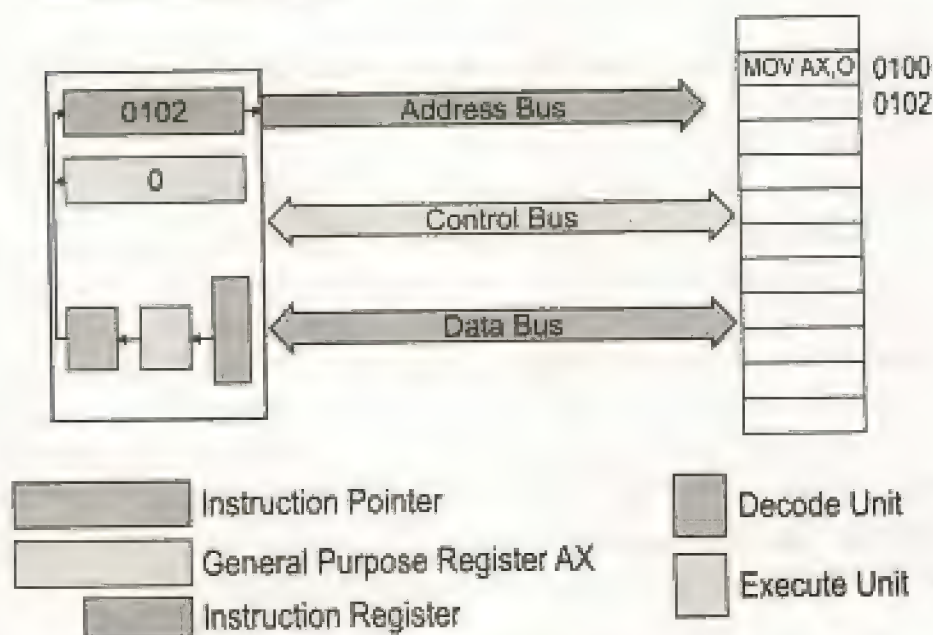 MOV AX,O 0100
0102
0102
Address Bus
0
Control Bus
Data Bus
Instruction Pointer
General Purpose Register AX
Instruction Register
Decode Unit
Execute Unit